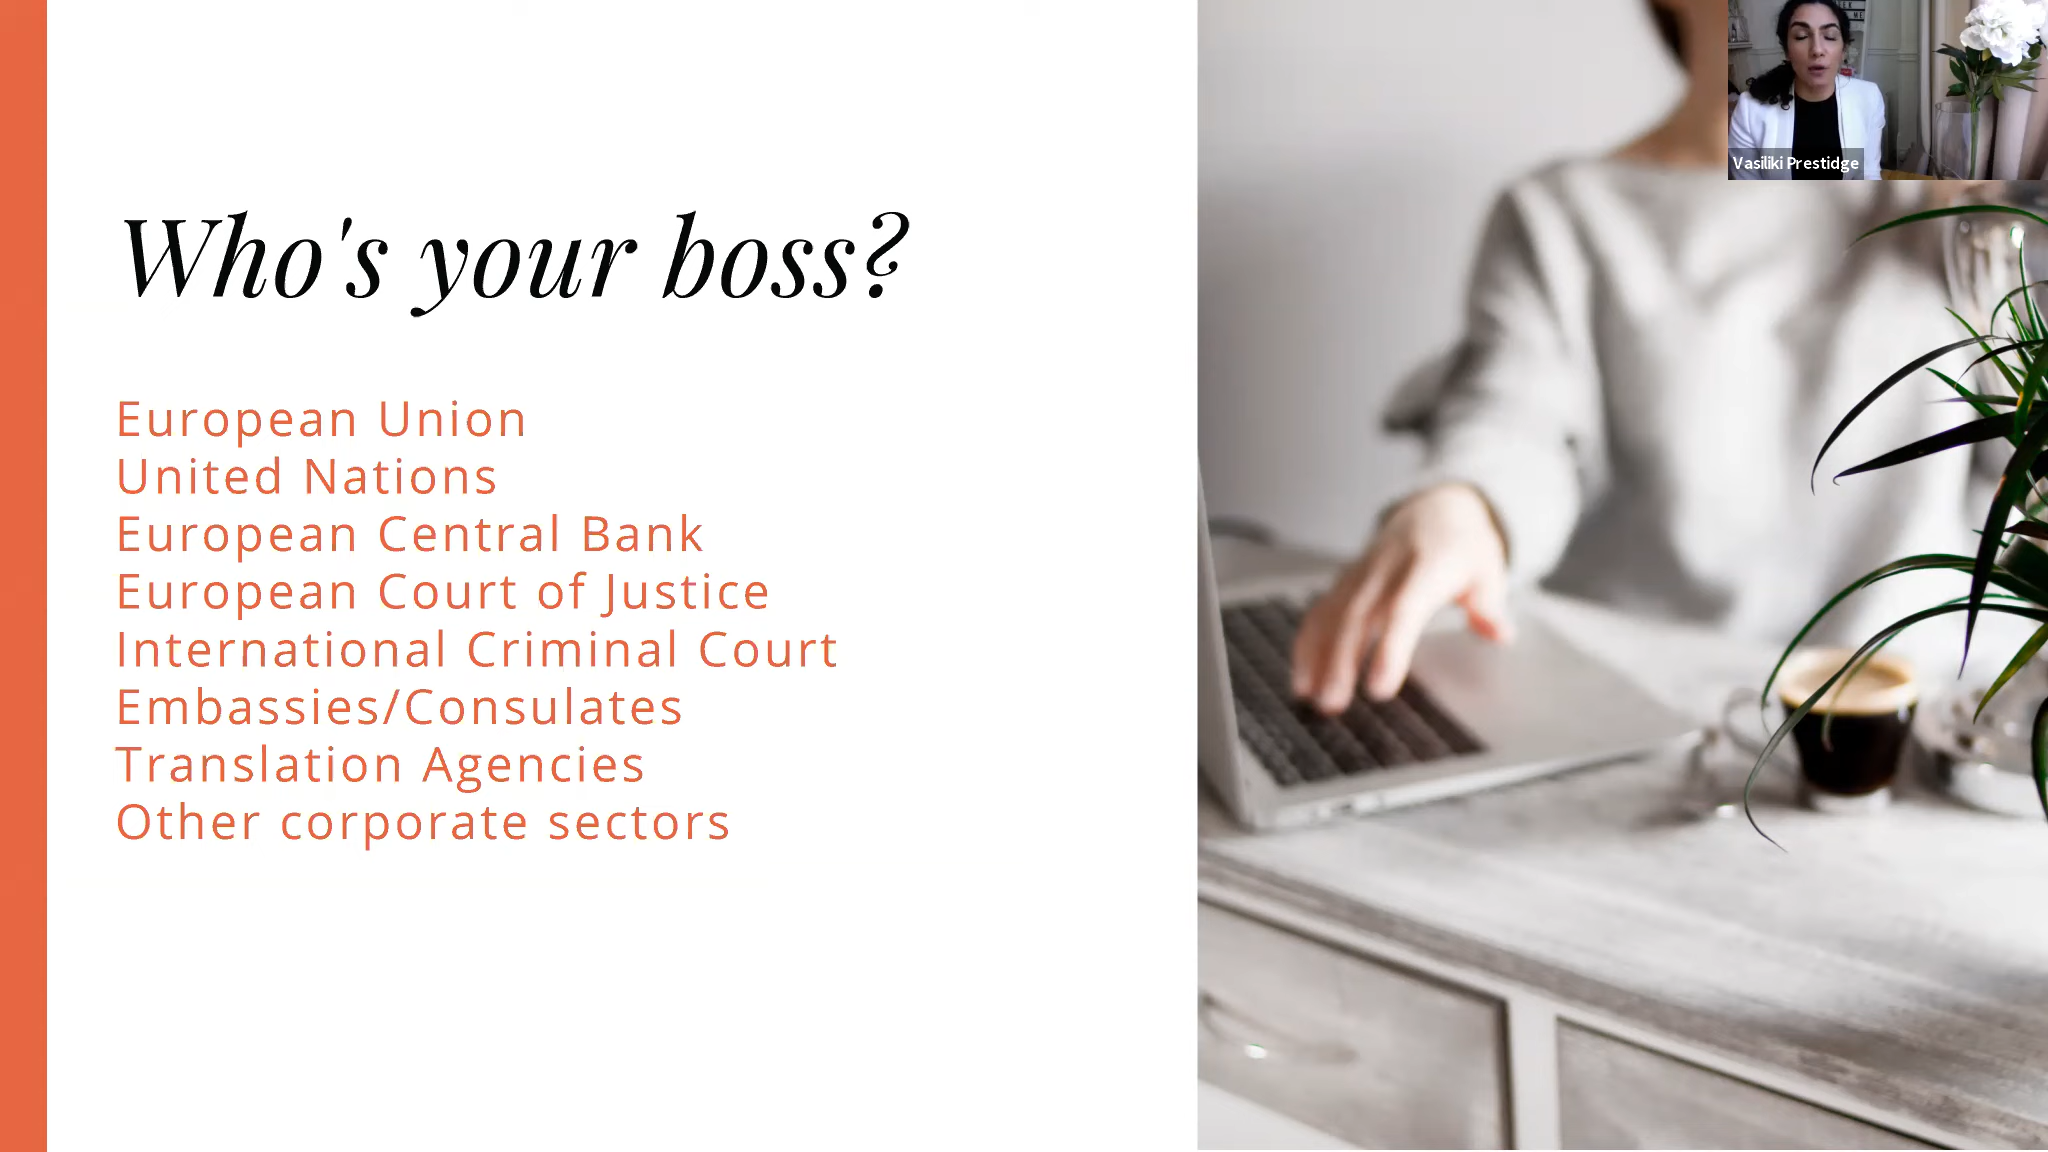 Who's your boss?
European Union
United Nations
European Central Bank
European Court of Justice
International Criminal Court
Embassies/Consulates
Translation Agencies
Other corporate sectors
Vasiliki Prestidge